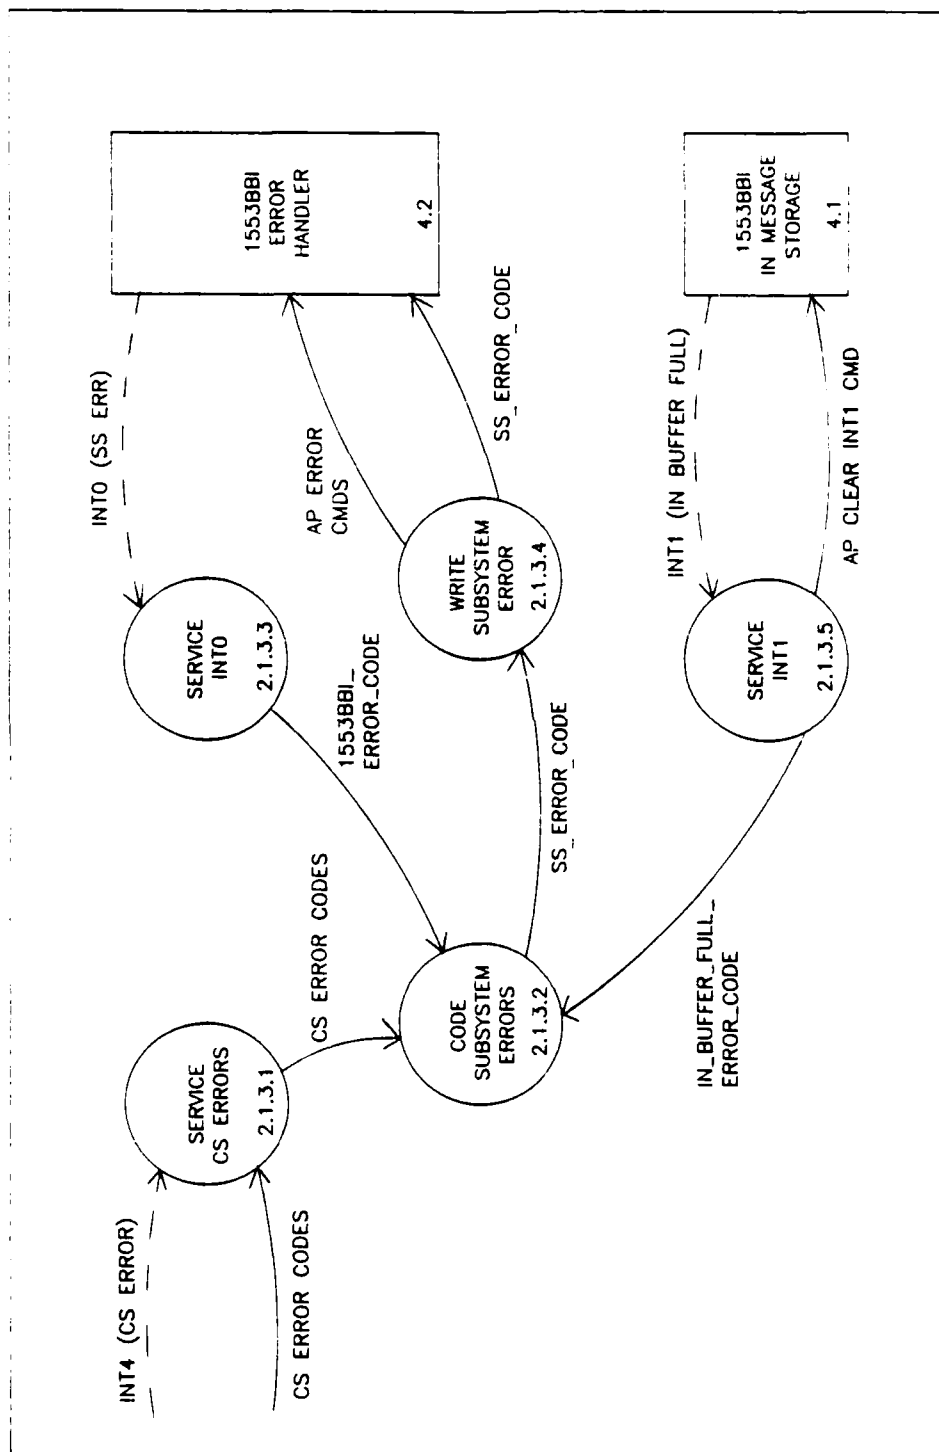 INT4 (CS ERROR)
CS ERROR CODES
SERVICE
CS ERRORS
2.1.3.1
CS ERROR CODES
CODE
SUBSYSTEM
ERRORS
2.1.3.2
SERVICE
INT0
2.1.3.3
1553BBI_
ERROR_CODE
INT0 (SS ERR)
1553BBI
ERROR
HANDLER
4.2
AP ERROR
CMDS
SS_ERROR_CODE
WRITE
SUBSYSTEM
ERROR
2.1.3.4
SS_ERROR_CODE
IN_BUFFER_FULL_
ERROR_CODE
SERVICE
INT1
2.1.3.5
INT1 (IN BUFFER FULL)
AP CLEAR INT1 CMD
1553BBI
IN MESSAGE
STORAGE
4.1